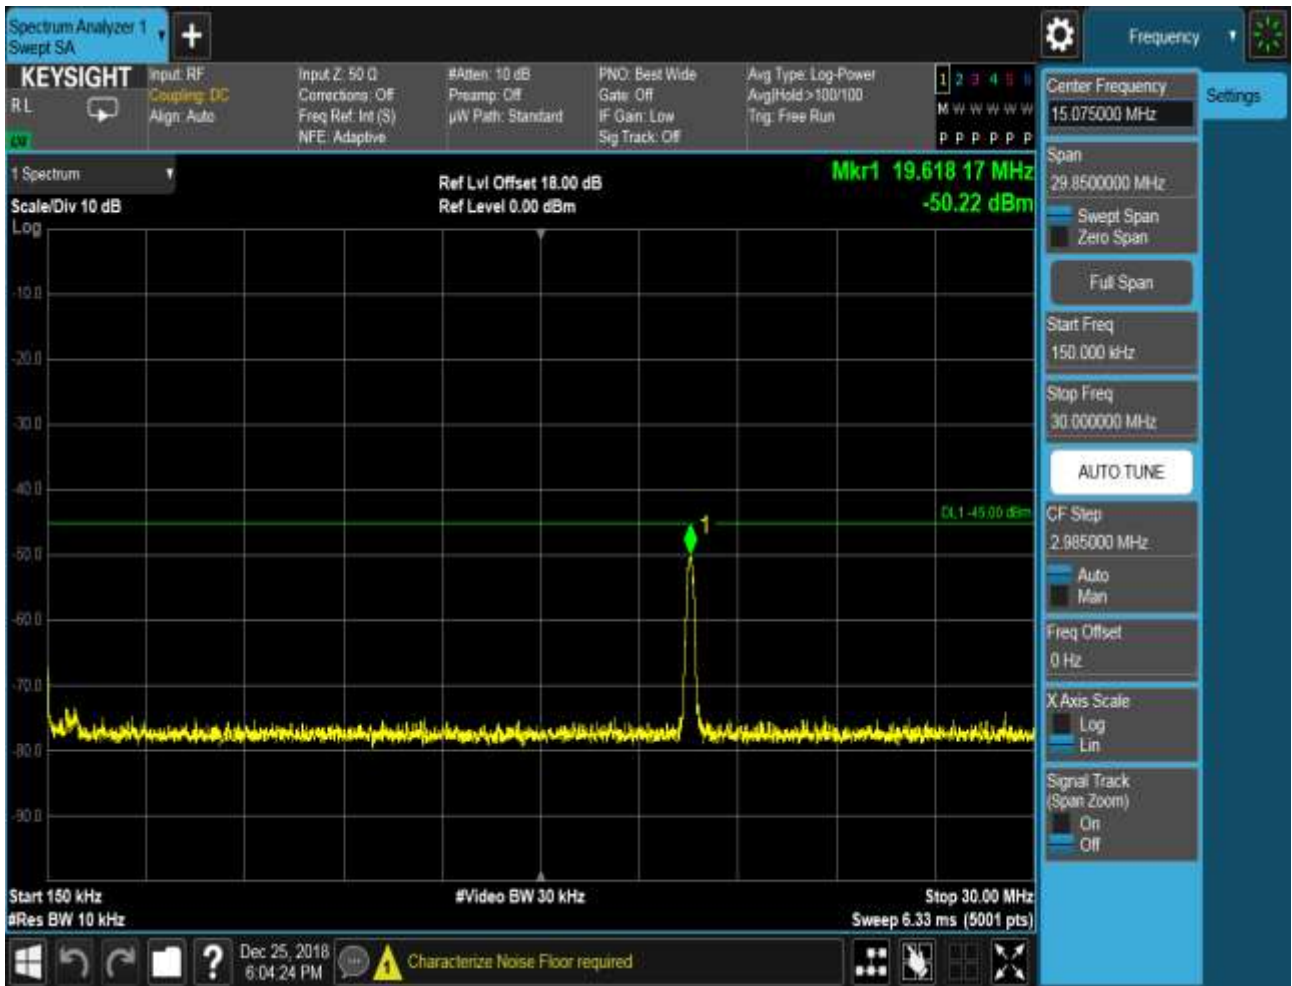 Spectrum Analyzer 1
Swept SA
+
Frequency
KEYSIGHT
RL
LXI
Input: RF
Coupling: DC
Align: Auto
Input Z: 50 Ω
Corrections: Off
Freq Ref: Int (S)
NFE: Adaptive
#Atten: 10 dB
Preamp: Off
µW Path: Standard
PNO: Best Wide
Gate: Off
IF Gain: Low
Sig Track: Off
Avg Type: Log-Power
Avg|Hold:>100/100
Trig: Free Run
1 2 3 4 5 6
M W W W W W
P P P P P P
1 Spectrum
Scale/Div 10 dB
Log
Ref Lvl Offset 18.00 dB
Ref Level 0.00 dBm
Mkr1 19.618 17 MHz
-50.22 dBm
-10.0
-20.0
-30.0
-40.0
-50.0
-60.0
-70.0
-80.0
-90.0
DL1 -45.00 dBm
1
Start 150 kHz
#Res BW 10 kHz
#Video BW 30 kHz
Stop 30.00 MHz
Sweep 6.33 ms (5001 pts)
Center Frequency
15.075000 MHz
Settings
Span
29.8500000 MHz
Swept Span
Zero Span
Full Span
Start Freq
150.000 kHz
Stop Freq
30.000000 MHz
AUTO TUNE
CF Step
2.985000 MHz
Auto
Man
Freq Offset
0 Hz
X Axis Scale
Log
Lin
Signal Track
(Span Zoom)
On
Off
?
Dec 25, 2018
6:04:24 PM
Characterize Noise Floor required